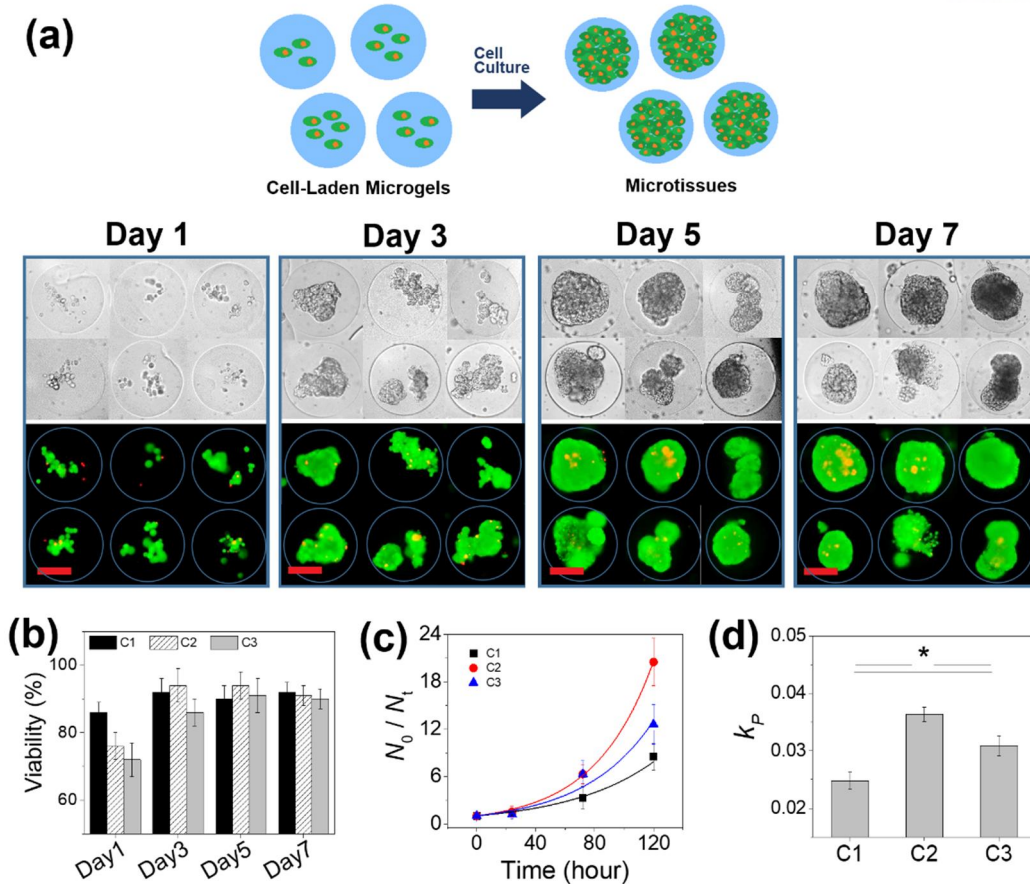 (a)
Cell
Culture
Cell-Laden Microgels
Microtissues
Day 1
Day 3
Day 5
Day 7
(b)
C1
C2
C3
Viability (%)
100
80
60
Day1
Day3
Day5
Day7
(c)
C1
C2
C3
N0 / Nt
24
18
12
6
0
0
40
80
120
Time (hour)
(d)
*
kP
0.05
0.04
0.03
0.02
C1
C2
C3